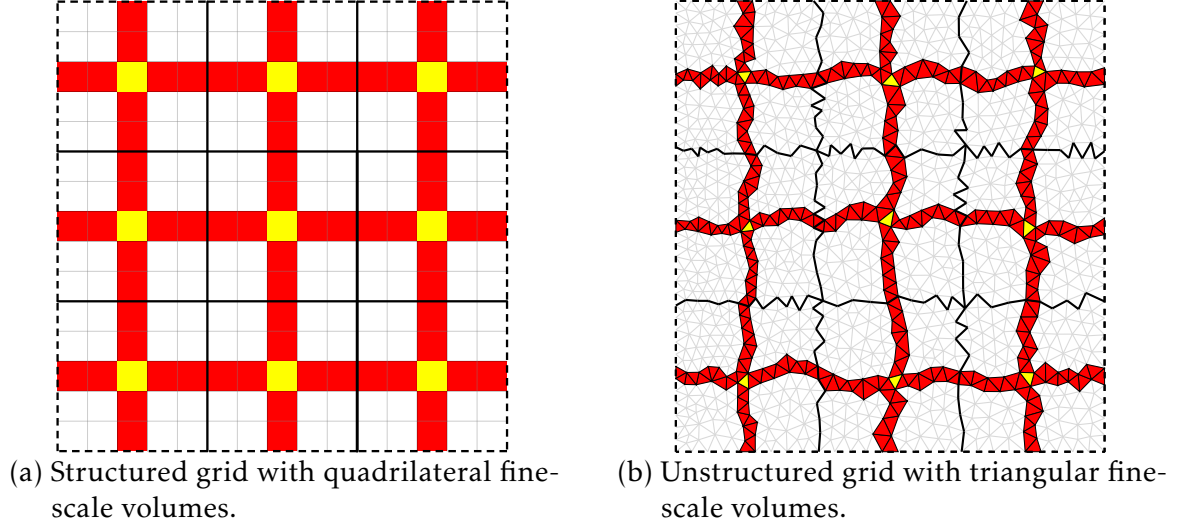 (a) Structured grid with quadrilateral fine-
scale volumes.
(b) Unstructured grid with triangular fine-
scale volumes.